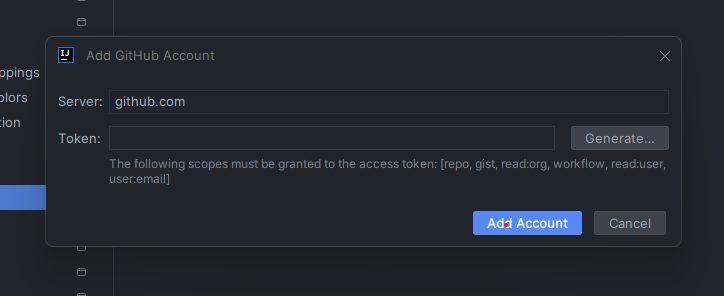 IJ
Add GitHub Account
ppings
Server: github.com
olors
tion
Token: Generate...
The following scopes must be granted to the access token: [repo, gist, read:org, workflow, read:user,
user:email]
Add Account Cancel